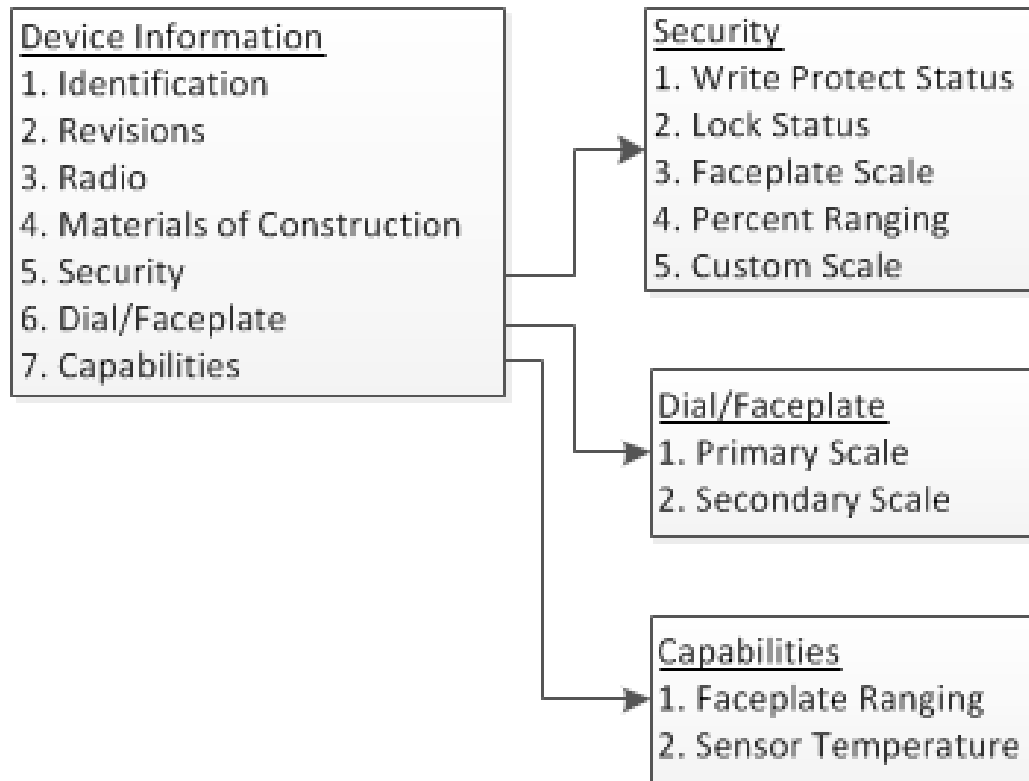 Device Information
1. Identification
2. Revisions
3. Radio
4. Materials of Construction
5. Security
6. Dial/Faceplate
7. Capabilities
Security
1. Write Protect Status
2. Lock Status
3. Faceplate Scale
4. Percent Ranging
5. Custom Scale
Dial/Faceplate
1. Primary Scale
2. Secondary Scale
Capabilities
1. Faceplate Ranging
2. Sensor Temperature